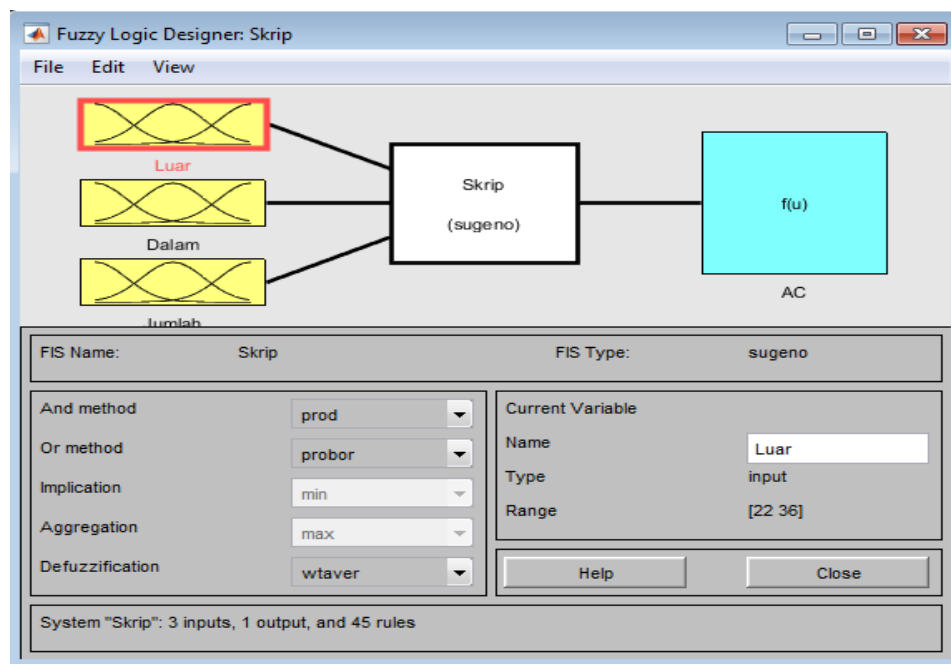 Fuzzy Logic Designer: Skrip
File Edit View
Luar
Dalam
Jumlah
Skrip
(sugeno)
f(u)
AC
FIS Name: Skrip FIS Type: sugeno
And method prod
Or method probor
Implication min
Aggregation max
Defuzzification wtaver
Current Variable
Name Luar
Type input
Range [22 36]
Help Close
System "Skrip": 3 inputs, 1 output, and 45 rules